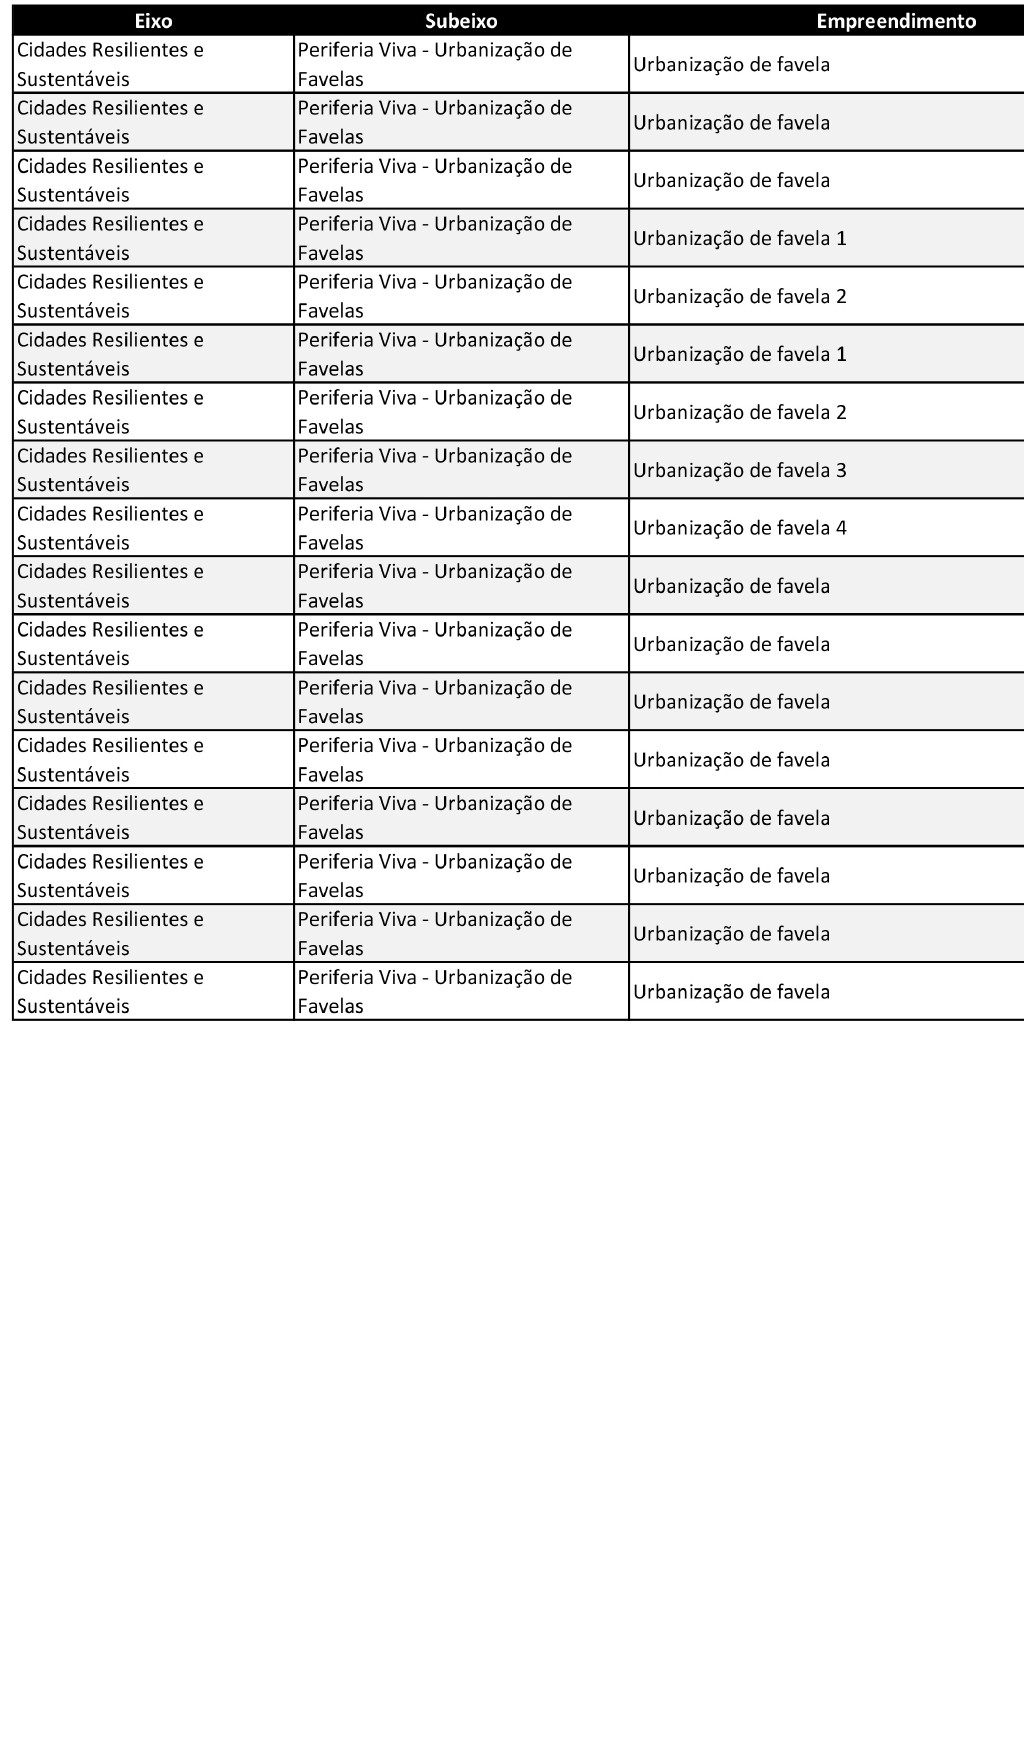 Eixo Subeixo Empreendimento
Cidades Resilientes e Sustentáveis Periferia Viva - Urbanização de Favelas Urbanização de favela
Cidades Resilientes e Sustentáveis Periferia Viva - Urbanização de Favelas Urbanização de favela
Cidades Resilientes e Sustentáveis Periferia Viva - Urbanização de Favelas Urbanização de favela
Cidades Resilientes e Sustentáveis Periferia Viva - Urbanização de Favelas Urbanização de favela 1
Cidades Resilientes e Sustentáveis Periferia Viva - Urbanização de Favelas Urbanização de favela 2
Cidades Resilientes e Sustentáveis Periferia Viva - Urbanização de Favelas Urbanização de favela 1
Cidades Resilientes e Sustentáveis Periferia Viva - Urbanização de Favelas Urbanização de favela 2
Cidades Resilientes e Sustentáveis Periferia Viva - Urbanização de Favelas Urbanização de favela 3
Cidades Resilientes e Sustentáveis Periferia Viva - Urbanização de Favelas Urbanização de favela 4
Cidades Resilientes e Sustentáveis Periferia Viva - Urbanização de Favelas Urbanização de favela
Cidades Resilientes e Sustentáveis Periferia Viva - Urbanização de Favelas Urbanização de favela
Cidades Resilientes e Sustentáveis Periferia Viva - Urbanização de Favelas Urbanização de favela
Cidades Resilientes e Sustentáveis Periferia Viva - Urbanização de Favelas Urbanização de favela
Cidades Resilientes e Sustentáveis Periferia Viva - Urbanização de Favelas Urbanização de favela
Cidades Resilientes e Sustentáveis Periferia Viva - Urbanização de Favelas Urbanização de favela
Cidades Resilientes e Sustentáveis Periferia Viva - Urbanização de Favelas Urbanização de favela
Cidades Resilientes e Sustentáveis Periferia Viva - Urbanização de Favelas Urbanização de favela